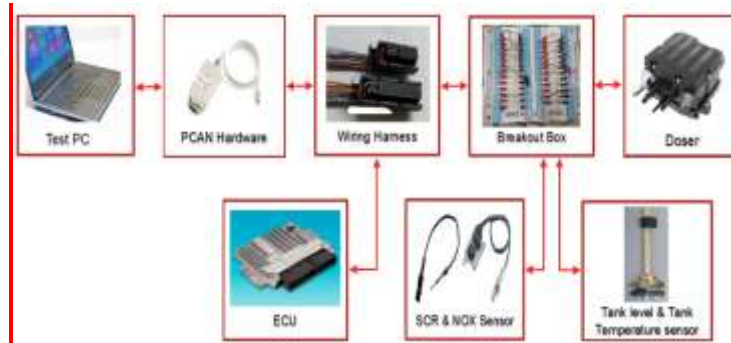 Test PC
PCAN Hardware
Wiring Harness
Breakout Box
Doser
ECU
SCR & NOX Sensor
Tank level & Tank
Temperature sensor